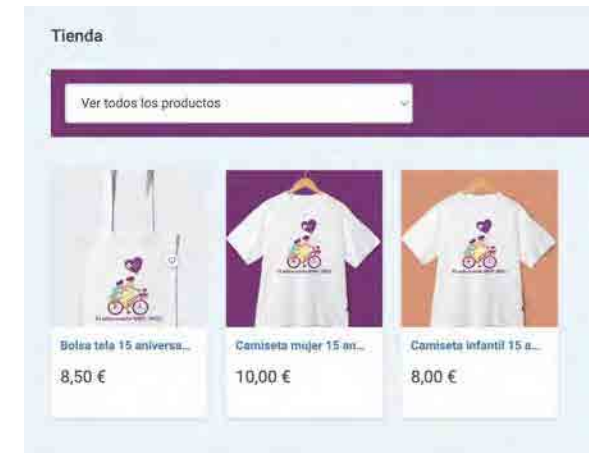 Tienda
Ver todos los productos
Bolsa tela 15 aniversa...
Camiseta mujer 15 an...
Camiseta infantil 15 a...
8,50 €
10,00 €
8,00 €